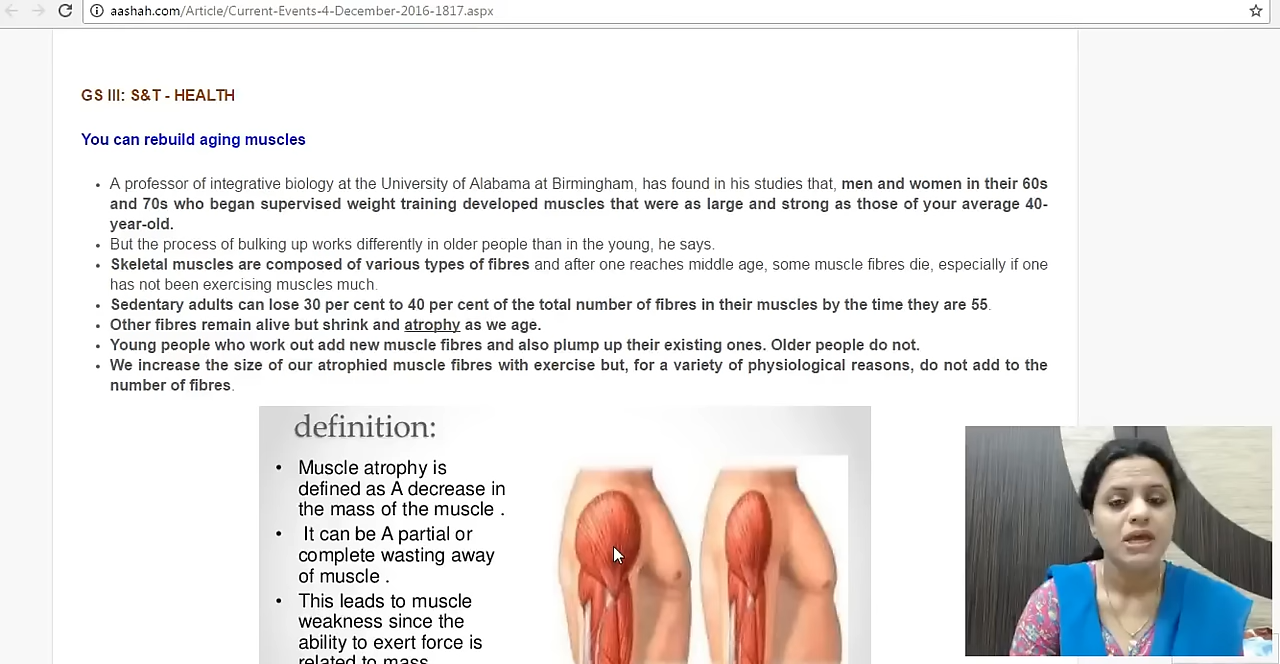 aashah.com/Article/Current-Events-4-December-2016-1817.aspx
GS III: S&T - HEALTH
You can rebuild aging muscles
• A professor of integrative biology at the University of Alabama at Birmingham, has found in his studies that, men and women in their 60s
and 70s who began supervised weight training developed muscles that were as large and strong as those of your average 40-
year-old.
• But the process of bulking up works differently in older people than in the young, he says.
• Skeletal muscles are composed of various types of fibres and after one reaches middle age, some muscle fibres die, especially if one
has not been exercising muscles much.
• Sedentary adults can lose 30 per cent to 40 per cent of the total number of fibres in their muscles by the time they are 55.
• Other fibres remain alive but shrink and atrophy as we age.
• Young people who work out add new muscle fibres and also plump up their existing ones. Older people do not.
• We increase the size of our atrophied muscle fibres with exercise but, for a variety of physiological reasons, do not add to the
number of fibres.
definition:
• Muscle atrophy is
defined as A decrease in
the mass of the muscle .
• It can be A partial or
complete wasting away
of muscle .
• This leads to muscle
weakness since the
ability to exert force is
related to mass